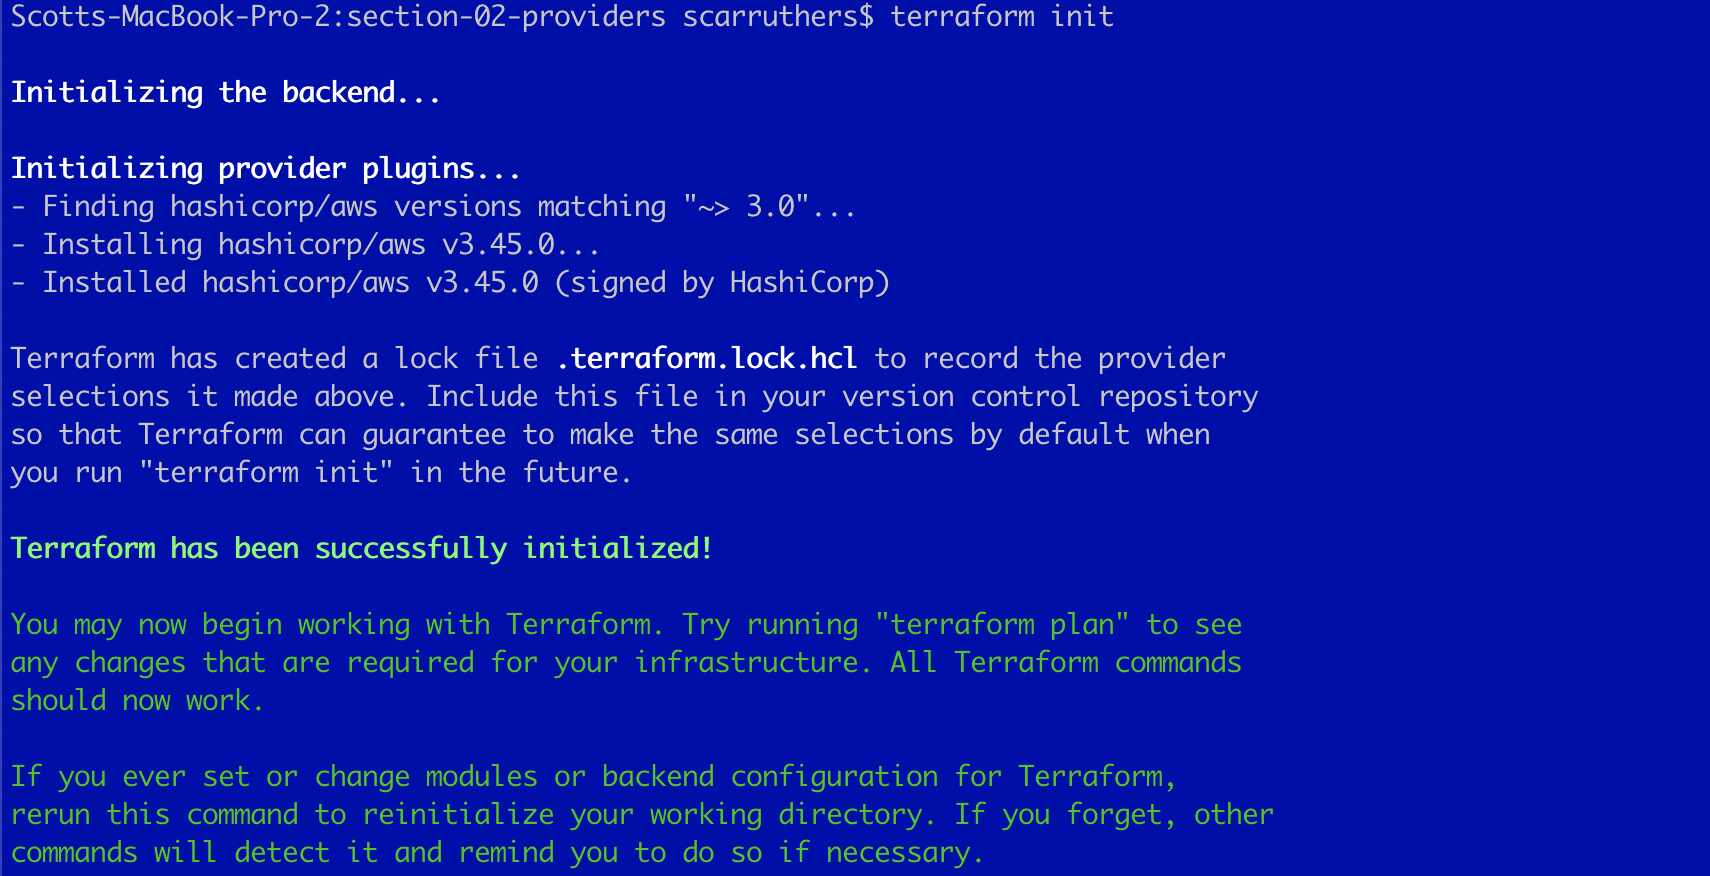 Scotts-MacBook-Pro-2:section-02-providers scarruthers$ terraform init
Initializing the backend...
Initializing provider plugins...
- Finding hashicorp/aws versions matching "~> 3.0"...
- Installing hashicorp/aws v3.45.0...
- Installed hashicorp/aws v3.45.0 (signed by HashiCorp)
Terraform has created a lock file .terraform.lock.hcl to record the provider
selections it made above. Include this file in your version control repository
so that Terraform can guarantee to make the same selections by default when
you run "terraform init" in the future.
Terraform has been successfully initialized!
You may now begin working with Terraform. Try running "terraform plan" to see
any changes that are required for your infrastructure. All Terraform commands
should now work.
If you ever set or change modules or backend configuration for Terraform,
rerun this command to reinitialize your working directory. If you forget, other
commands will detect it and remind you to do so if necessary.